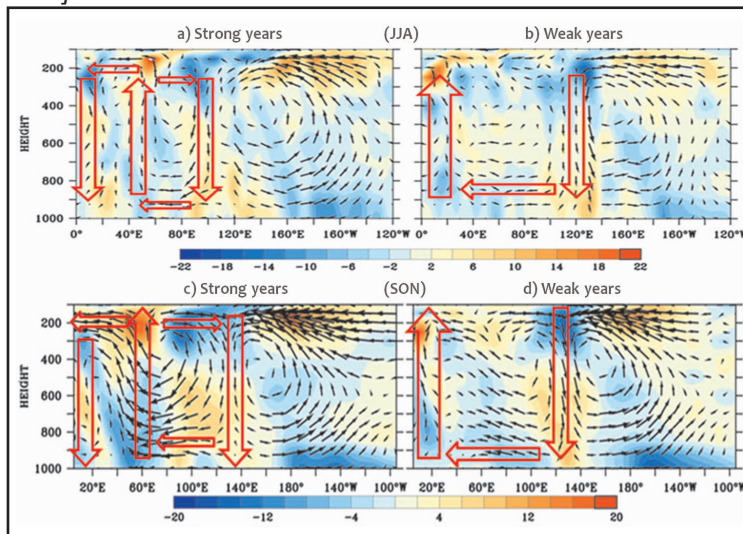 a) Strong years (JJA) b) Weak years
HEIGHT
200
400
600
800
1000
0° 40°E 80°E 120°E 160°E 160°W 120W
0° 40°E 80°E 120°E 160°E 160°W 120W
-22 -18 -14 -10 -6 -2 2 6 10 14 18 22
c) Strong years (SON) d) Weak years
HEIGHT
200
400
600
800
1000
20°E 60°E 100°E 140°E 180° 140°W 100°W
20°E 60°E 100°E 140°E 180° 140°W 100°W
-20 -12 -4 4 12 20